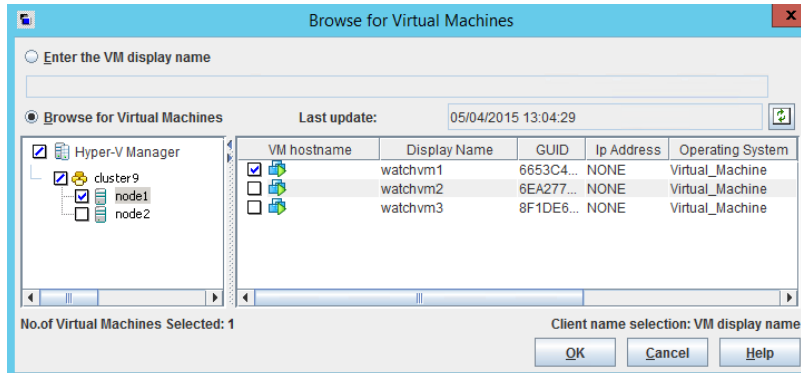 Browse for Virtual Machines
x
Enter the VM display name
Browse for Virtual Machines Last update: 05/04/2015 13:04:29
Hyper-V Manager
cluster9
node1
node2
VM hostname Display Name GUID Ip Address Operating System
watchvm1 6653C4... NONE Virtual_Machine
watchvm2 6EA277... NONE Virtual_Machine
watchvm3 8F1DE6... NONE Virtual_Machine
No.of Virtual Machines Selected: 1 Client name selection: VM display name
OK Cancel Help